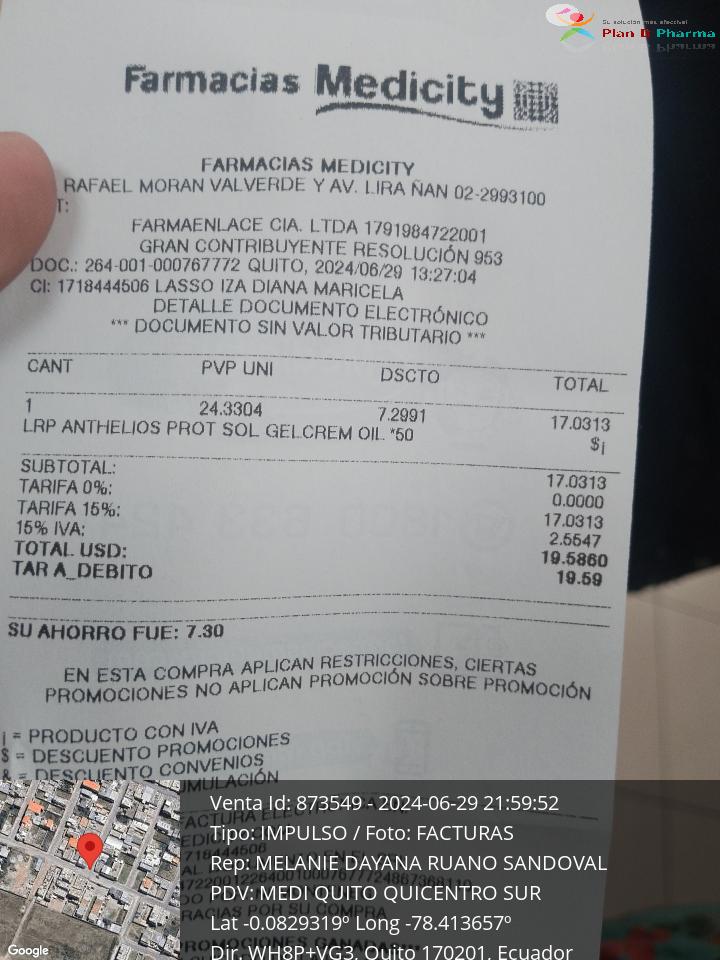 Su solución más efectiva!
Plan B Pharma
Farmacias Medicity
FARMACIAS MEDICITY
RAFAEL MORAN VALVERDE Y AV. LIRA ÑAN 02-2993100
T:
FARMAENLACE CIA. LTDA 1791984722001
GRAN CONTRIBUYENTE RESOLUCIÓN 953
DOC.: 264-001-000767772 QUITO, 2024/06/29 13:27:04
CI: 1718444506 LASSO IZA DIANA MARICELA
DETALLE DOCUMENTO ELECTRÓNICO
*** DOCUMENTO SIN VALOR TRIBUTARIO ***
CANT PVP UNI DSCTO TOTAL
1 24.3304 7.2991 17.0313
LRP ANTHELIOS PROT SOL GELCREM OIL *50 $¡
SUBTOTAL: 17.0313
TARIFA 0%: 0.0000
TARIFA 15%: 17.0313
15% IVA: 2.5547
TOTAL USD: 19.5860
TAR A_DEBITO 19.59
SU AHORRO FUE: 7.30
EN ESTA COMPRA APLICAN RESTRICCIONES, CIERTAS
PROMOCIONES NO APLICAN PROMOCIÓN SOBRE PROMOCIÓN
¡ = PRODUCTO CON IVA
$ = DESCUENTO PROMOCIONES
& = DESCUENTO CONVENIOS
UMULACIÓN
Venta Id: 873549 - 2024-06-29 21:59:52
Tipo: IMPULSO / Foto: FACTURAS
Rep: MELANIE DAYANA RUANO SANDOVAL
PDV: MEDI QUITO QUICENTRO SUR
Lat -0.0829319º Long -78.413657º
Dir. WH8P+VG3, Quito 170201, Ecuador
Google